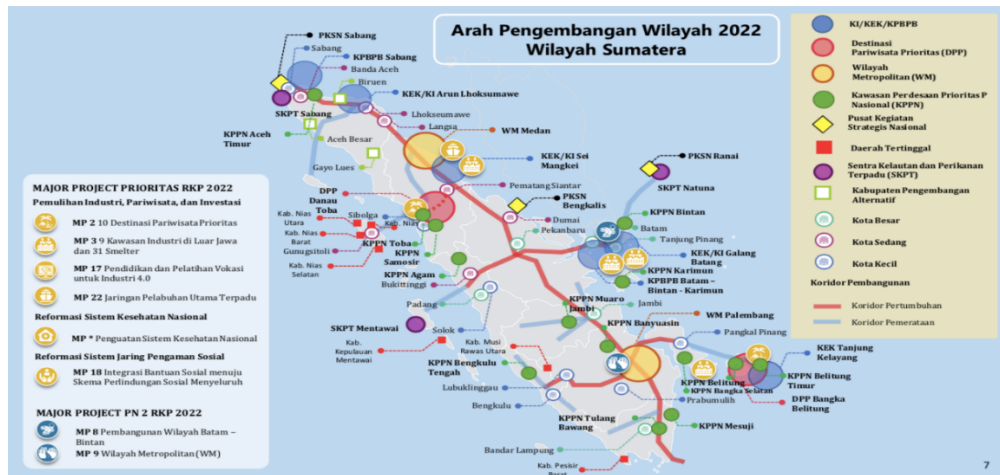 Arah Pengembangan Wilayah 2022
Wilayah Sumatera
KI/KEK/KPBPB
Destinasi
Pariwisata Prioritas (DPP)
Wilayah
Metropolitan (WM)
Kawasan Perdesaan Prioritas P
Nasional (KPPN)
Pusat Kegiatan
Strategis Nasional
Daerah Tertinggal
Sentra Kelautan dan Perikanan
Terpadu (SKPT)
Kabupaten Pengembangan
Alternatif
Kota Besar
Kota Sedang
Kota Kecil
Koridor Pembangunan
Koridor Pertumbuhan
Koridor Pemerataan
MAJOR PROJECT PRIORITAS RKP 2022
Pemulihan Industri, Pariwisata, dan Investasi
MP 2 10 Destinasi Pariwisata Prioritas
MP 3 9 Kawasan Industri di Luar Jawa
dan 31 Smelter
MP 17 Pendidikan dan Pelatihan Vokasi
untuk Industri 4.0
MP 22 Jaringan Pelabuhan Utama Terpadu
Reformasi Sistem Kesehatan Nasional
MP * Penguatan Sistem Kesehatan Nasional
Reformasi Sistem Jaring Pengaman Sosial
MP 18 Integrasi Bantuan Sosial menuju
Skema Perlindungan Sosial Menyeluruh
MAJOR PROJECT PN 2 RKP 2022
MP 8 Pembangunan Wilayah Batam –
Bintan
MP 9 Wilayah Metropolitan (WM)
PKSN Sabang
Sabang
KPBPB Sabang
Banda Aceh
Biruen
KEK/KI Arun Lhoksumawe
SKPT Sabang
Lhokseumawe
Langsa
KPPN Aceh
Timur
Aceh Besar
Gayo Lues
WM Medan
KEK/KI Sei
Mangkei
PKSN Ranai
SKPT Natuna
DPP
Danau
Toba
Pematang Siantar
PKSN
Bengkalis
Kab. Nias
Utara
Sibolga
Kab. Nias
Dumai
KPPN Bintan
Batam
Kab. Nias
Barat
Pekanbaru
Tanjung Pinang
Gunugsitoli
KPPN Toba
KPPN
Samosir
KEK/KI Galang
Batang
Kab. Nias
Selatan
KPPN Agam
Bukittinggi
KPPN Karimun
KPBPB Batam –
Bintan - Karimun
Padang
KPPN Muaro
Jambi
Jambi
SKPT Mentawai
Solok
KPPN Banyuasin
WM Palembang
Pangkal Pinang
Kab.
Kepulauan
Mentawai
Kab. Musi
Rawas Utara
KEK Tanjung
Kelayang
KPPN Bengkulu
Tengah
KPPN Belitung
Timur
Lubuklinggau
KPPN Belitung
KPPN Bangka Selatan
Bengkulu
Prabumulih
DPP Bangka
Belitung
KPPN Tulang
Bawang
KPPN Mesuji
Bandar Lampung
Kab. Pesisir
7